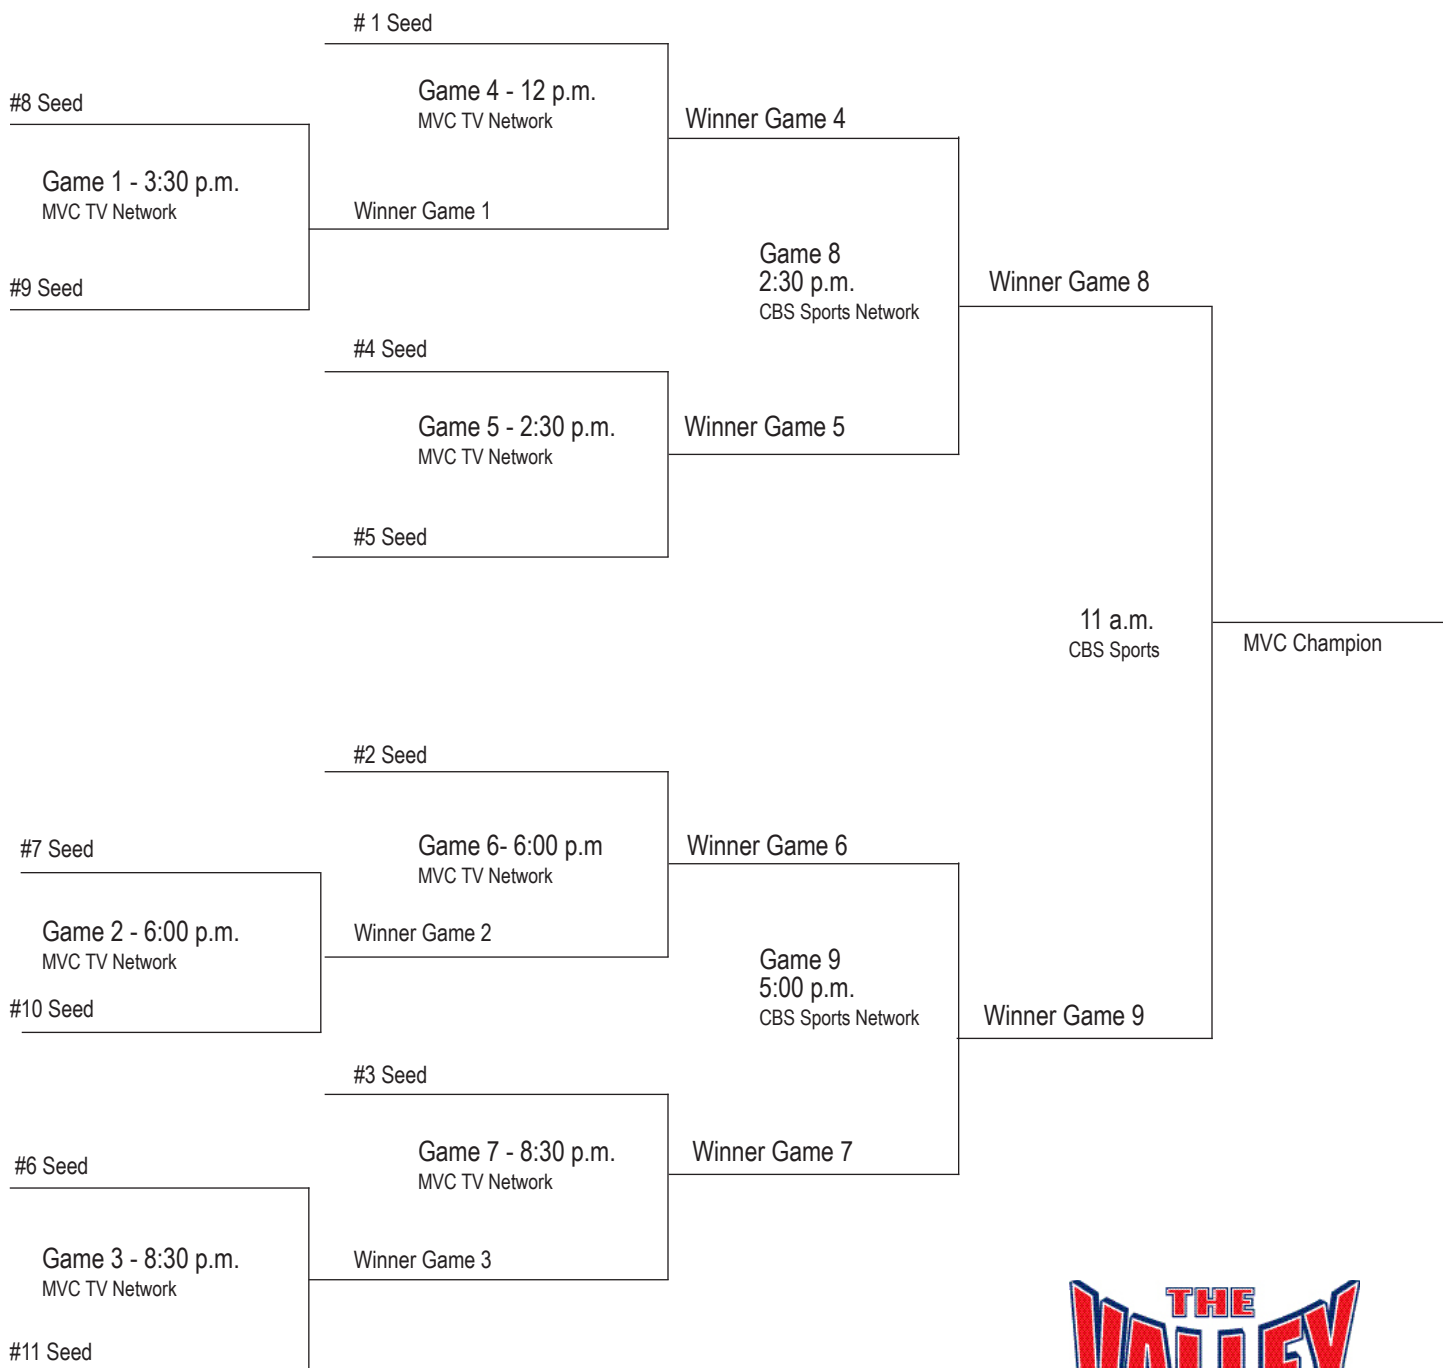 # 1 Seed
Game 4 - 12 p.m.
MVC TV Network
#8 Seed
Winner Game 4
Game 1 - 3:30 p.m.
MVC TV Network
Winner Game 1
Game 8
2:30 p.m.
CBS Sports Network
#9 Seed
Winner Game 8
#4 Seed
Game 5 - 2:30 p.m.
MVC TV Network
Winner Game 5
#5 Seed
11 a.m.
CBS Sports
MVC Champion
#2 Seed
#7 Seed
Game 6- 6:00 p.m
MVC TV Network
Winner Game 6
Game 2 - 6:00 p.m.
MVC TV Network
Winner Game 2
Game 9
5:00 p.m.
CBS Sports Network
#10 Seed
Winner Game 9
#3 Seed
Game 7 - 8:30 p.m.
MVC TV Network
Winner Game 7
#6 Seed
Game 3 - 8:30 p.m.
MVC TV Network
Winner Game 3
#11 Seed
THE
VALLEY